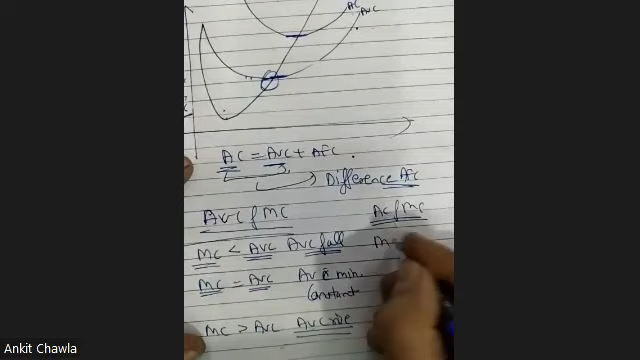 AC
AVC
AC = AVC + AFC.
Difference AFC
AVC & MC
AC & MC
MC < AVC AVC fall
MC
MC = AVC AVC min.
Constant
MC > AVC AVC rise
Ankit Chawla